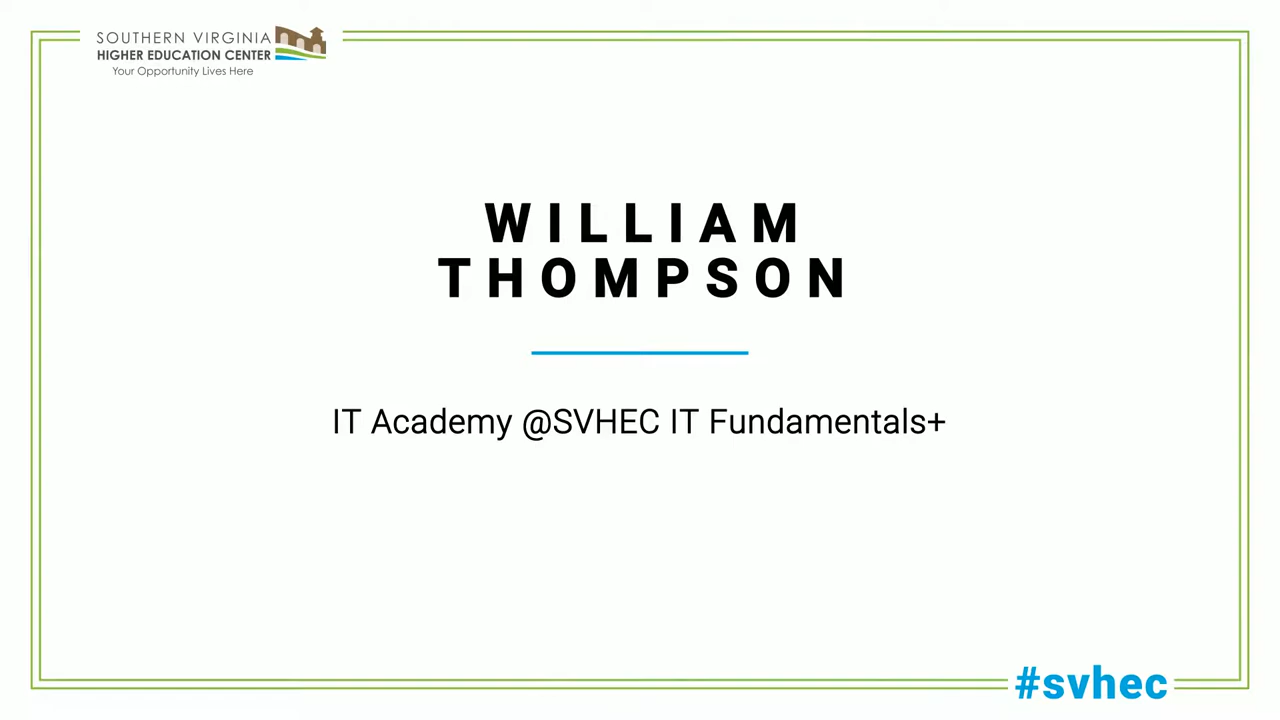 SOUTHERN VIRGINIA
HIGHER EDUCATION CENTER
Your Opportunity Lives Here
WILLIAM
THOMPSON
IT Academy @SVHEC IT Fundamentals+
#svhec